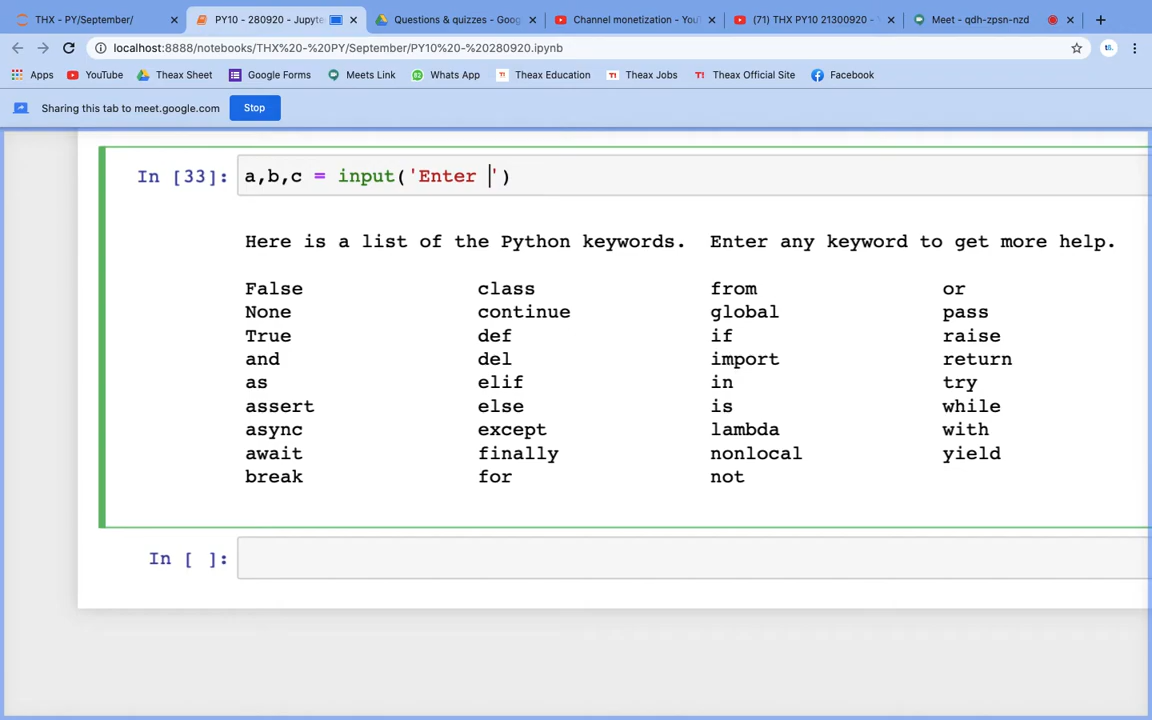 THX - PY/September/ PY10 - 280920 - Jupyte Questions & quizzes - Goog Channel monetization - You (71) THX PY10 21300920 - Meet - qdh-zpsn-nzd
localhost:8888/notebooks/THX%20-%20PY/September/PY10%20-%20280920.ipynb
Apps YouTube Theax Sheet Google Forms Meets Link Whats App Theax Education Theax Jobs Theax Official Site Facebook
Sharing this tab to meet.google.com Stop
In [33]: a,b,c = input('Enter ')
Here is a list of the Python keywords. Enter any keyword to get more help.
False class from or
None continue global pass
True def if raise
and del import return
as elif in try
assert else is while
async except lambda with
await finally nonlocal yield
break for not
In [ ]: